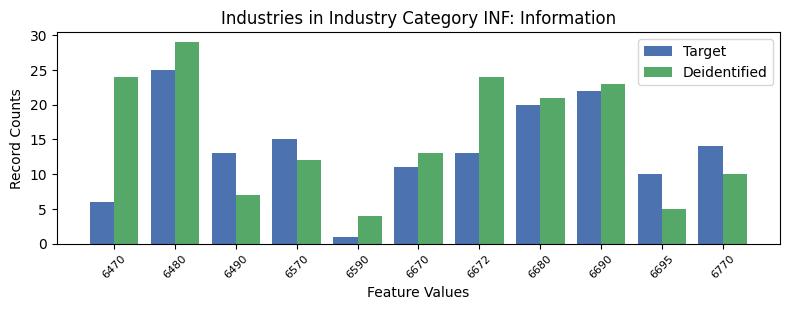 Industries in Industry Category INF: Information
Record Counts
30
25
20
15
10
5
0
Target
Deidentified
6470 6480 6490 6570 6590 6670 6672 6680 6690 6695 6770
Feature Values